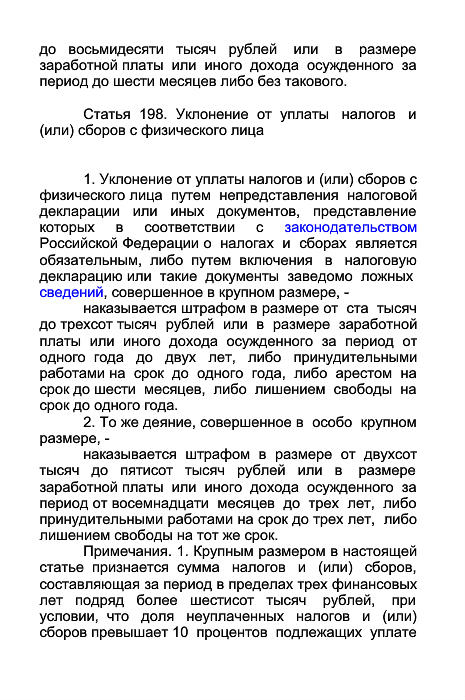 до восьмидесяти тысяч рублей или в размере
заработной платы или иного дохода осужденного за
период до шести месяцев либо без такового.
Статья 198. Уклонение от уплаты налогов и
(или) сборов с физического лица
1. Уклонение от уплаты налогов и (или) сборов с
физического лица путем непредставления налоговой
декларации или иных документов, представление
которых в соответствии с законодательством
Российской Федерации о налогах и сборах является
обязательным, либо путем включения в налоговую
декларацию или такие документы заведомо ложных
сведений, совершенное в крупном размере, -
наказывается штрафом в размере от ста тысяч
до трехсот тысяч рублей или в размере заработной
платы или иного дохода осужденного за период от
одного года до двух лет, либо принудительными
работами на срок до одного года, либо арестом на
срок до шести месяцев, либо лишением свободы на
срок до одного года.
2. То же деяние, совершенное в особо крупном
размере, -
наказывается штрафом в размере от двухсот
тысяч до пятисот тысяч рублей или в размере
заработной платы или иного дохода осужденного за
период от восемнадцати месяцев до трех лет, либо
принудительными работами на срок до трех лет, либо
лишением свободы на тот же срок.
Примечания. 1. Крупным размером в настоящей
статье признается сумма налогов и (или) сборов,
составляющая за период в пределах трех финансовых
лет подряд более шестисот тысяч рублей, при
условии, что доля неуплаченных налогов и (или)
сборов превышает 10 процентов подлежащих уплате